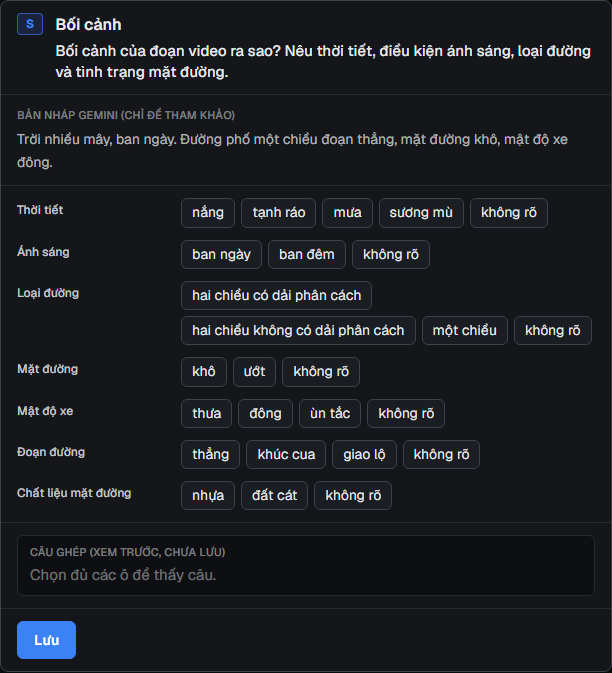 S Bối cảnh
Bối cảnh của đoạn video ra sao? Nêu thời tiết, điều kiện ánh sáng, loại đường
và tình trạng mặt đường.
BẢN NHÁP GEMINI (CHỈ ĐỂ THAM KHẢO)
Trời nhiều mây, ban ngày. Đường phố một chiều đoạn thẳng, mặt đường khô, mật độ xe
đông.
Thời tiết nắng tạnh ráo mưa sương mù không rõ
Ánh sáng ban ngày ban đêm không rõ
Loại đường hai chiều có dải phân cách
hai chiều không có dải phân cách một chiều không rõ
Mặt đường khô ướt không rõ
Mật độ xe thưa đông ùn tắc không rõ
Đoạn đường thẳng khúc cua giao lộ không rõ
Chất liệu mặt đường nhựa đất cát không rõ
CÂU GHÉP (XEM TRƯỚC, CHƯA LƯU)
Chọn đủ các ô để thấy câu.
Lưu